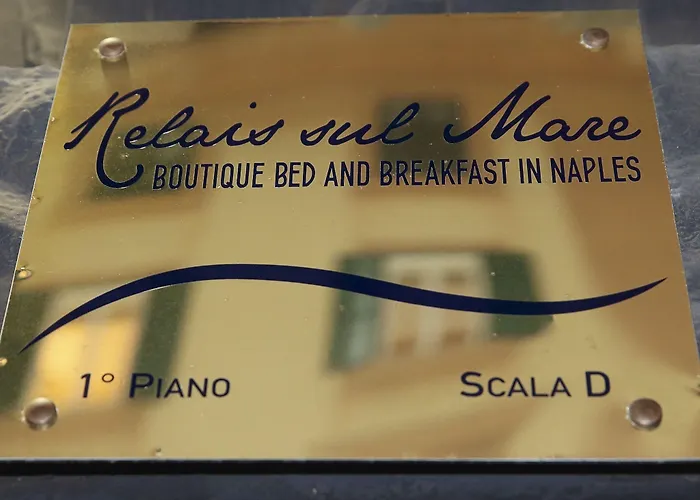 Relais sul Mare
BOUTIQUE BED AND BREAKFAST IN NAPLES
1° PIANO SCALA D